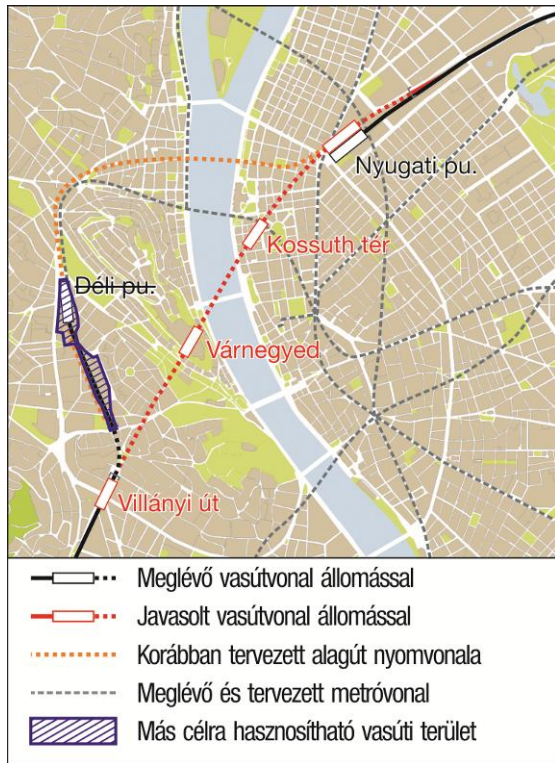 Nyugati pu.
Kossuth tér
Déli pu.
Várnegyed
Villányi út
Meglévő vasútvonal állomással
Javasolt vasútvonal állomással
Korábban tervezett alagút nyomvonala
Meglévő és tervezett metróvonal
Más célra hasznosítható vasúti terület